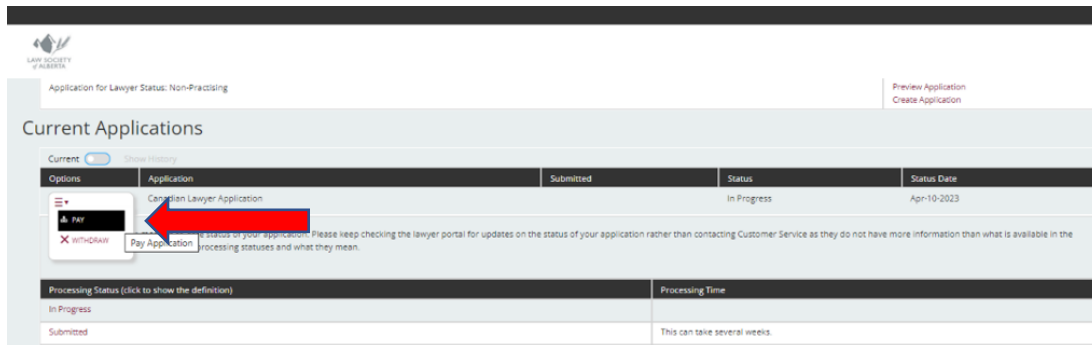 LAW SOCIETY
of ALBERTA
Application for Lawyer Status: Non-Practising
Preview Application
Create Application
Current Applications
Current Show History
Options Application Submitted Status Status Date
Canadian Lawyer Application In Progress Apr-10-2023
PAY
WITHDRAW
Pay Application
status of your application. Please keep checking the lawyer portal for updates on the status of your application rather than contacting Customer Service as they do not have more information than what is available in the
processing statuses and what they mean.
Processing Status (click to show the definition) Processing Time
In Progress
Submitted This can take several weeks.